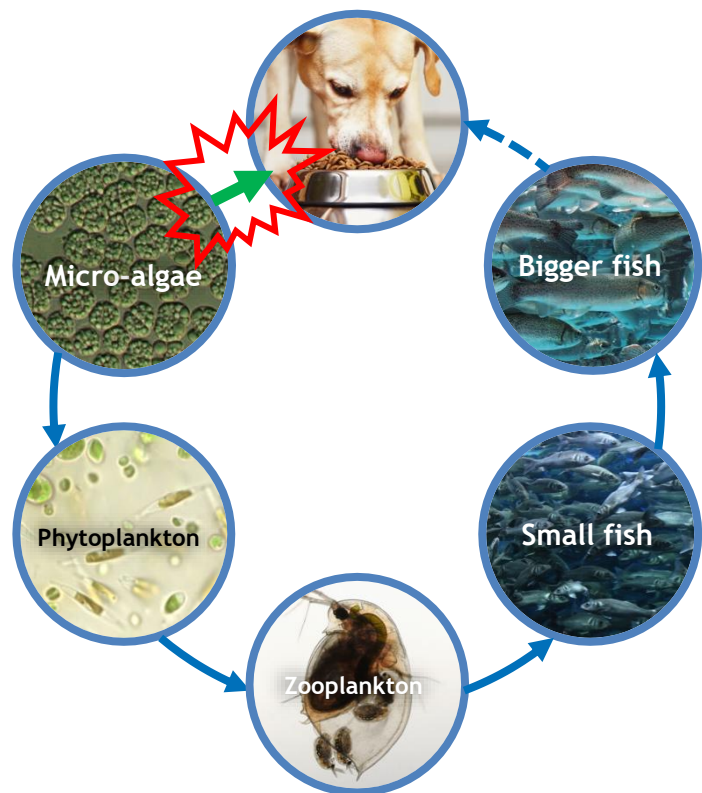 Micro-algae
Bigger fish
Phytoplankton
Small fish
Zooplankton